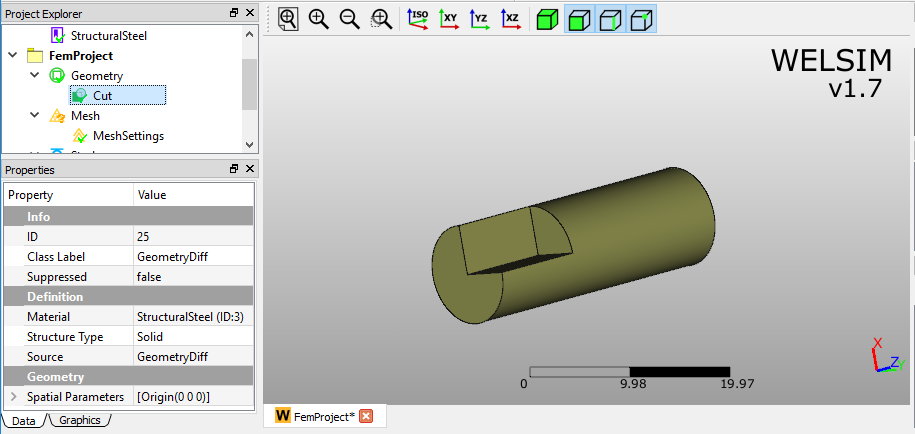 Project Explorer
StructuralSteel
FemProject
Geometry
Cut
Mesh
MeshSettings
Properties
Property Value
Info
ID 25
Class Label GeometryDiff
Suppressed false
Definition
Material StructuralSteel (ID:3)
Structure Type Solid
Source GeometryDiff
Geometry
Spatial Parameters [Origin(0 0 0)]
Data Graphics
ISO XY YZ XZ
WELSIM
v1.7
X
Z
0 9.98 19.97
W FemProject*